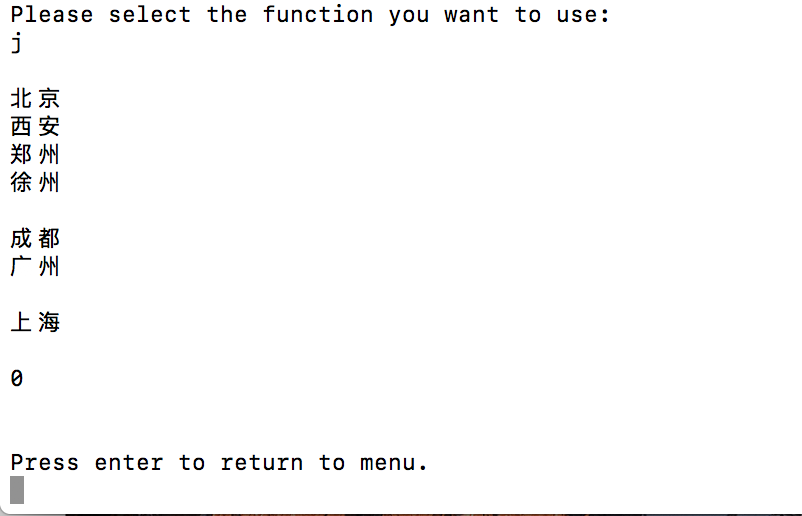 Please select the function you want to use:
j
北京
西安
郑州
徐州
成都
广州
上海
0
Press enter to return to menu.